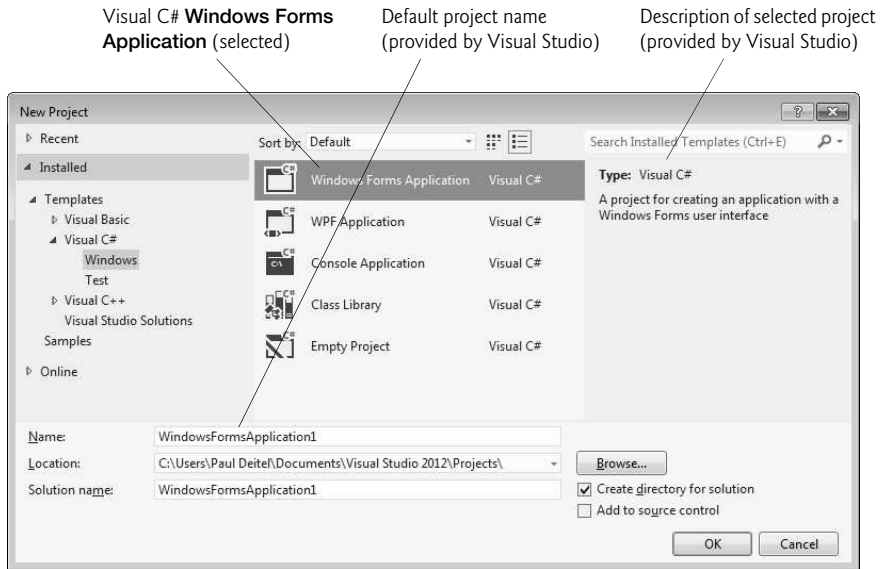 Visual C# Windows Forms
Application (selected)
Default project name
(provided by Visual Studio)
Description of selected project
(provided by Visual Studio)
New Project
Recent
Installed
Templates
Visual Basic
Visual C#
Windows
Test
Visual C++
Visual Studio Solutions
Samples
Online
Sort by: Default
Windows Forms Application Visual C#
WPF Application Visual C#
Console Application Visual C#
Class Library Visual C#
Empty Project Visual C#
Search Installed Templates (Ctrl+E)
Type: Visual C#
A project for creating an application with a
Windows Forms user interface
Name: WindowsFormsApplication1
Location: C:\Users\Paul Deitel\Documents\Visual Studio 2012\Projects\ Browse...
Solution name: WindowsFormsApplication1
Create directory for solution
Add to source control
OK Cancel